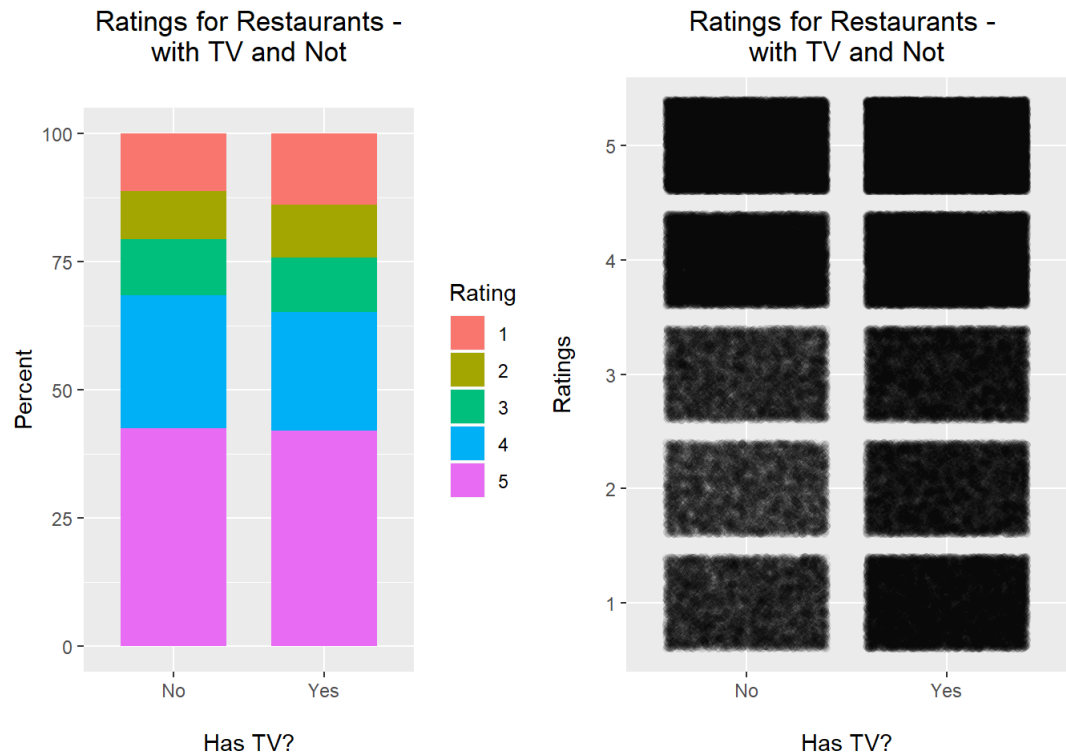 Ratings for Restaurants -
with TV and Not
Percent
100
75
50
25
0
No Yes
Has TV?
Rating
1
2
3
4
5
Ratings for Restaurants -
with TV and Not
Ratings
5
4
3
2
1
No Yes
Has TV?